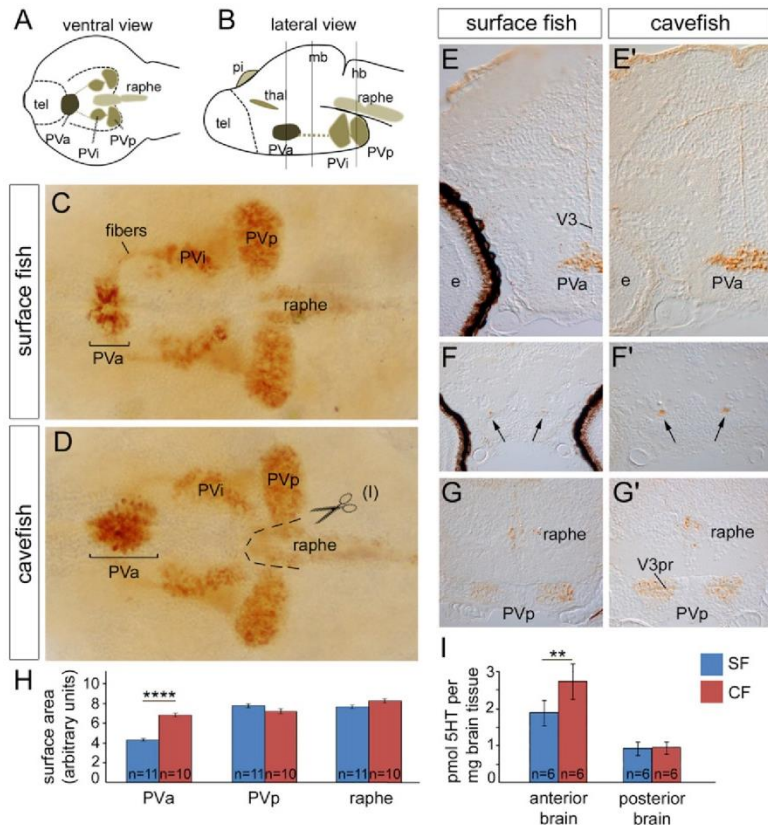 A
ventral view
tel
PVa
PVi
PVp
raphe
B
lateral view
pi
mb
hb
thal
raphe
tel
PVa
PVi
PVp
surface fish
C
fibers
PVi
PVp
raphe
PVa
cavefish
D
PVi
PVp
(I)
raphe
PVa
surface fish
cavefish
E
V3
e
PVa
E'
e
PVa
F
F'
G
raphe
PVp
G'
raphe
V3pr
PVp
H
surface area
(arbitrary units)
10
8
6
4
2
0
****
n=11 n=10
n=11 n=10
n=11 n=10
PVa
PVp
raphe
I
pmol 5HT per
mg brain tissue
3
2
1
0
**
n=6 n=6
n=6 n=6
anterior
brain
posterior
brain
SF
CF